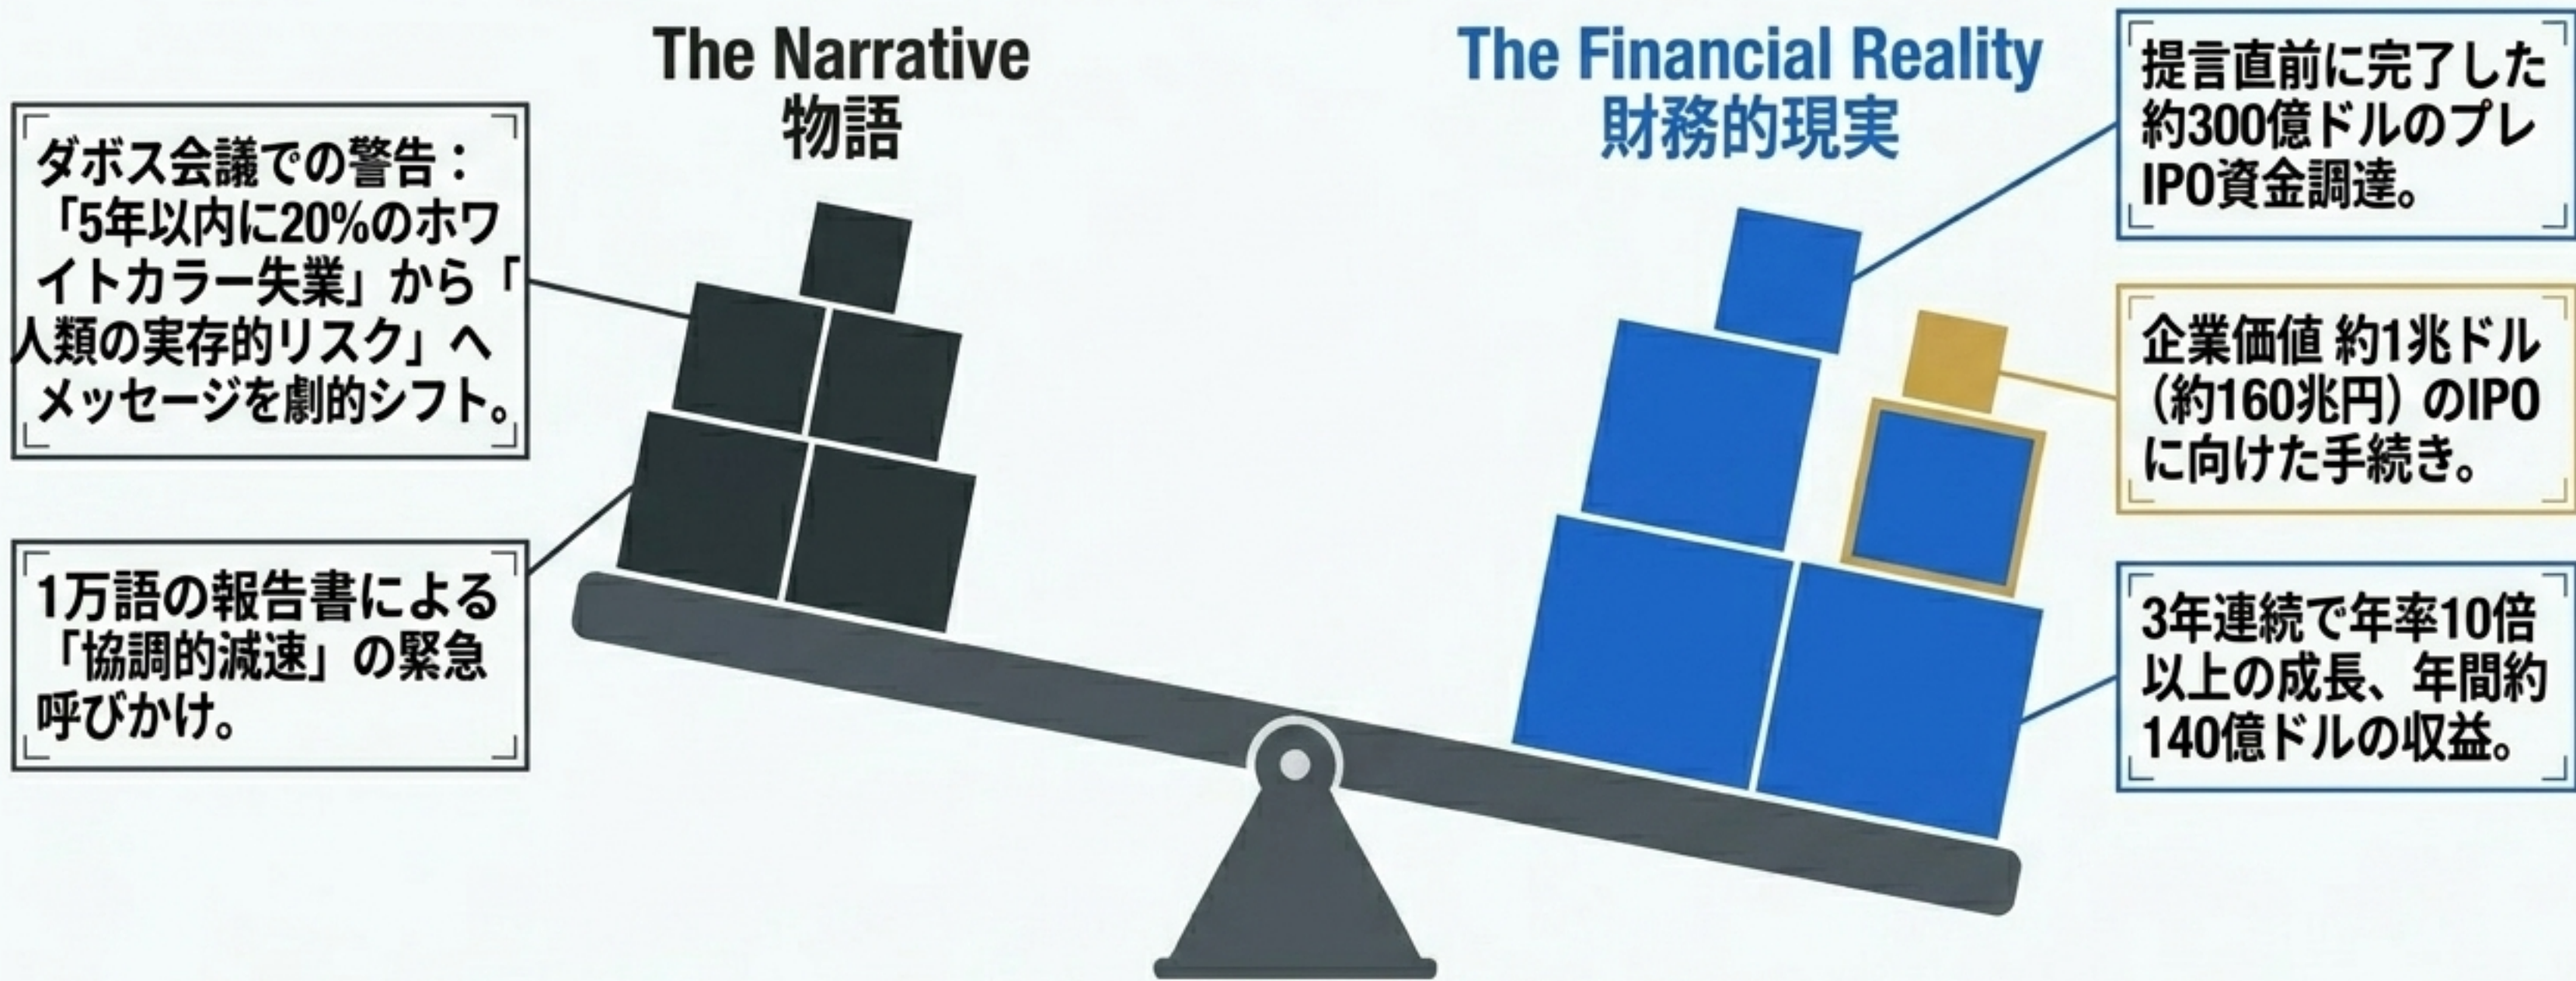 The Narrative
物語
ダボス会議での警告：
「5年以内に20%のホワ
イトカラー失業」から「
人類の実存的リスク」へ
メッセージを劇的シフト。
1万語の報告書による
「協調的減速」の緊急
呼びかけ。
The Financial Reality
財務的現実
提言直前に完了した
約300億ドルのプレ
IPO資金調達。
企業価値 約1兆ドル
（約160兆円）のIPO
に向けた手続き。
3年連続で年率10倍
以上の成長、年間約
140億ドルの収益。